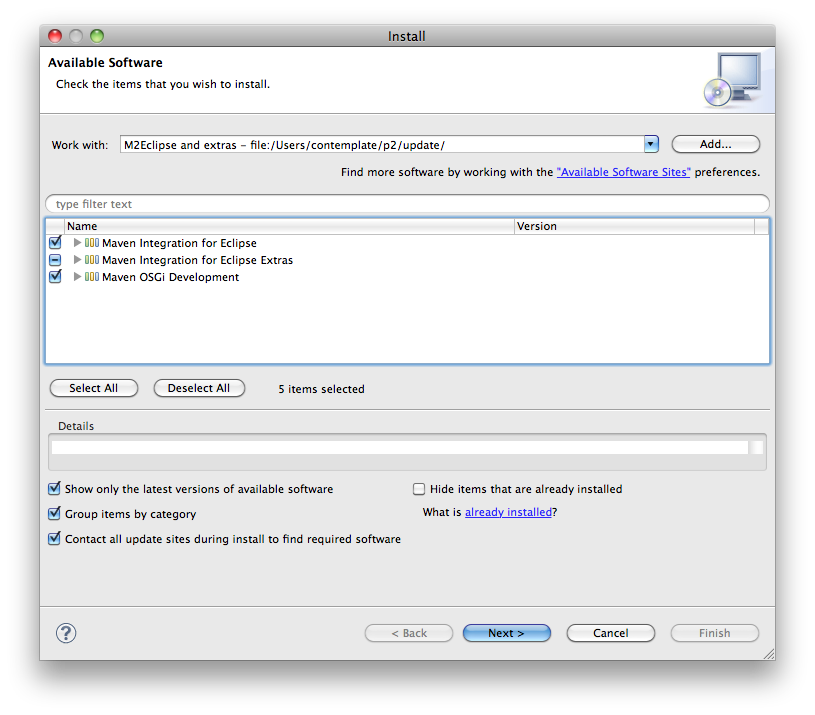 Install
Available Software
Check the items that you wish to install.
Work with: M2Eclipse and extras – file:/Users/contemplate/p2/update/ Add...
Find more software by working with the "Available Software Sites" preferences.
type filter text
Name Version
Maven Integration for Eclipse
Maven Integration for Eclipse Extras
Maven OSGi Development
Select All Deselect All 5 items selected
Details
Show only the latest versions of available software Hide items that are already installed
Group items by category What is already installed?
Contact all update sites during install to find required software
? < Back Next > Cancel Finish